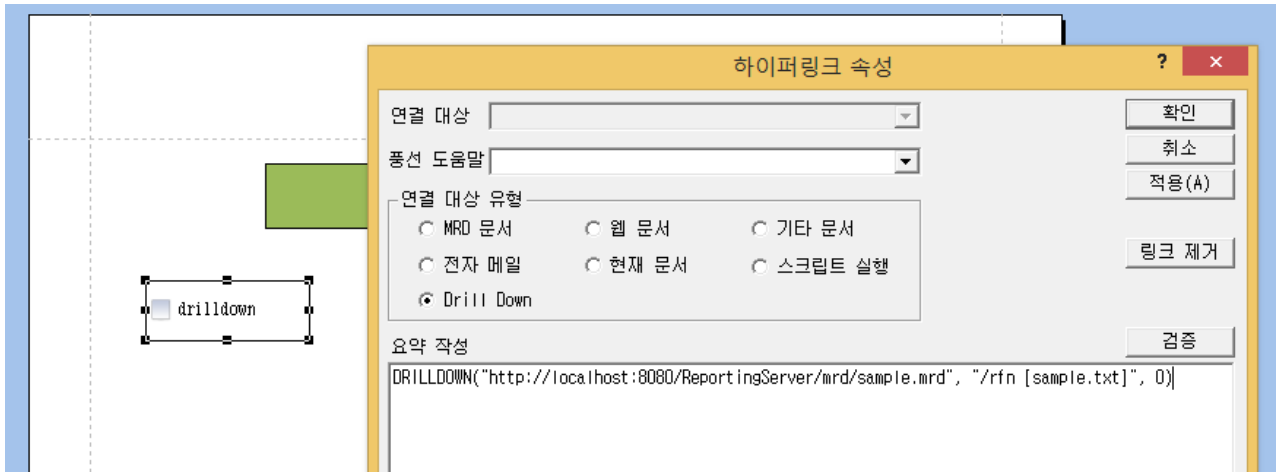 하이퍼링크 속성
? ×
연결 대상
확인
풍선 도움말
취소
적용(A)
연결 대상 유형
MRD 문서 웹 문서 기타 문서
전자 메일 현재 문서 스크립트 실행
링크 제거
Drill Down
drilldown
요약 작성
검증
DRILLDOWN("http://localhost:8080/ReportingServer/mrd/sample.mrd", "/rfn [sample.txt]", 0)